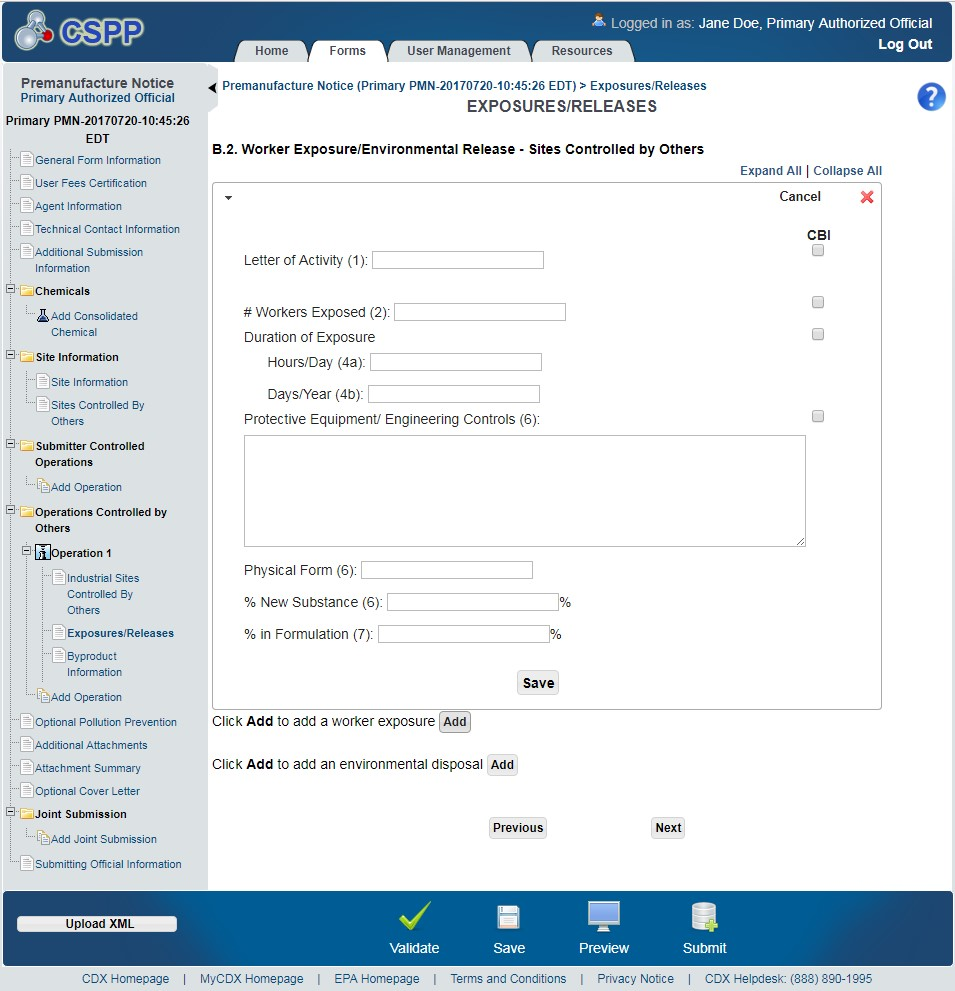 CSPP
Logged in as: Jane Doe, Primary Authorized Official
Log Out
Home
Forms
User Management
Resources
Premanufacture Notice
Primary Authorized Official
Primary PMN-20170720-10:45:26
EDT
General Form Information
User Fees Certification
Agent Information
Technical Contact Information
Additional Submission
Information
Chemicals
Add Consolidated
Chemical
Site Information
Site Information
Sites Controlled By
Others
Submitter Controlled
Operations
Add Operation
Operations Controlled by
Others
Operation 1
Industrial Sites
Controlled By
Others
Exposures/Releases
Byproduct
Information
Add Operation
Optional Pollution Prevention
Additional Attachments
Attachment Summary
Optional Cover Letter
Joint Submission
Add Joint Submission
Submitting Official Information
Premanufacture Notice (Primary PMN-20170720-10:45:26 EDT) > Exposures/Releases
EXPOSURES/RELEASES
?
B.2. Worker Exposure/Environmental Release - Sites Controlled by Others
Expand All | Collapse All
Cancel
CBI
Letter of Activity (1):
# Workers Exposed (2):
Duration of Exposure
Hours/Day (4a):
Days/Year (4b):
Protective Equipment/ Engineering Controls (6):
Physical Form (6):
% New Substance (6): %
% in Formulation (7): %
Save
Click Add to add a worker exposure Add
Click Add to add an environmental disposal Add
Previous
Next
Upload XML
Validate
Save
Preview
Submit
CDX Homepage | MyCDX Homepage | EPA Homepage | Terms and Conditions | Privacy Notice | CDX Helpdesk: (888) 890-1995